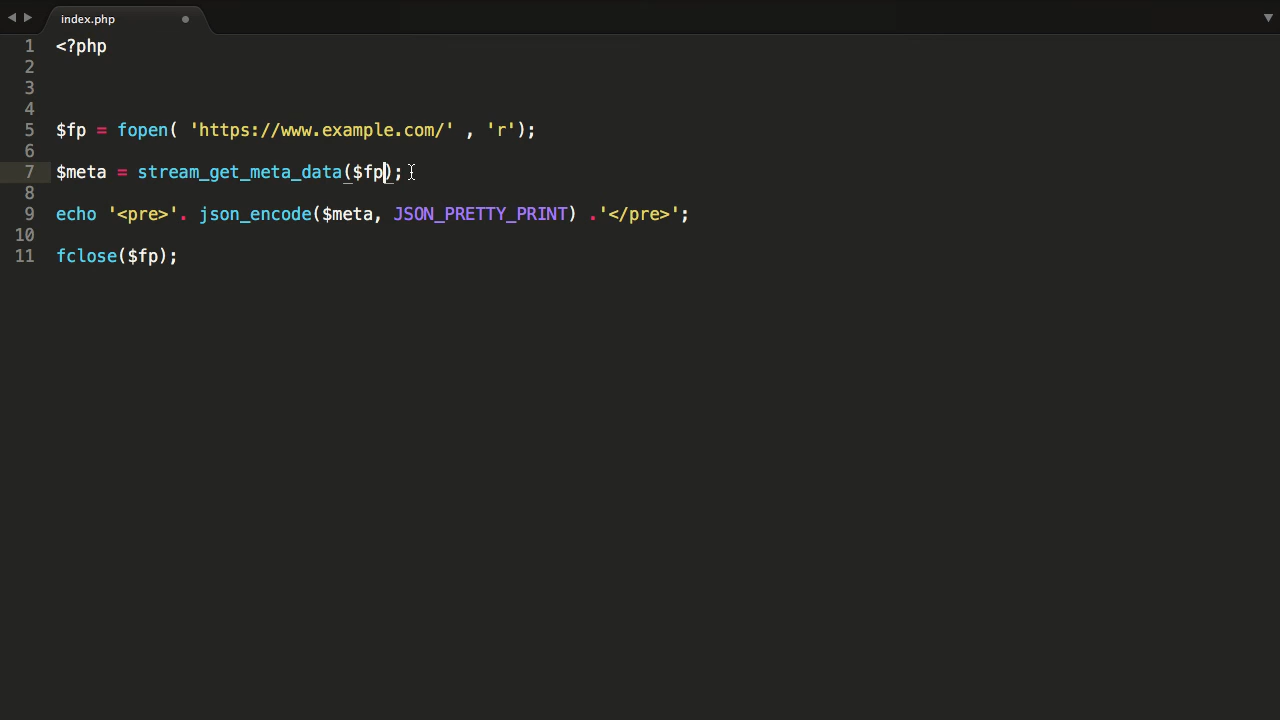 index.php
1 <?php
2
3
4
5 $fp = fopen( 'https://www.example.com/' , 'r');
6
7 $meta = stream_get_meta_data($fp);
8
9 echo '<pre>'. json_encode($meta, JSON_PRETTY_PRINT) .'</pre>';
10
11 fclose($fp);